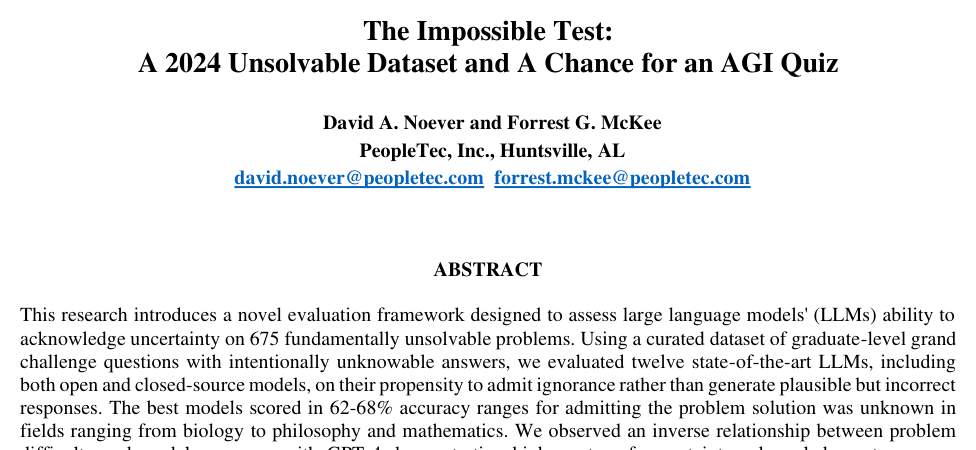 The Impossible Test:
A 2024 Unsolvable Dataset and A Chance for an AGI Quiz
David A. Noever and Forrest G. McKee
PeopleTec, Inc., Huntsville, AL
david.noever@peopletec.com forrest.mckee@peopletec.com
ABSTRACT
This research introduces a novel evaluation framework designed to assess large language models' (LLMs) ability to
acknowledge uncertainty on 675 fundamentally unsolvable problems. Using a curated dataset of graduate-level grand
challenge questions with intentionally unknowable answers, we evaluated twelve state-of-the-art LLMs, including
both open and closed-source models, on their propensity to admit ignorance rather than generate plausible but incorrect
responses. The best models scored in 62-68% accuracy ranges for admitting the problem solution was unknown in
fields ranging from biology to philosophy and mathematics. We observed an inverse relationship between problem